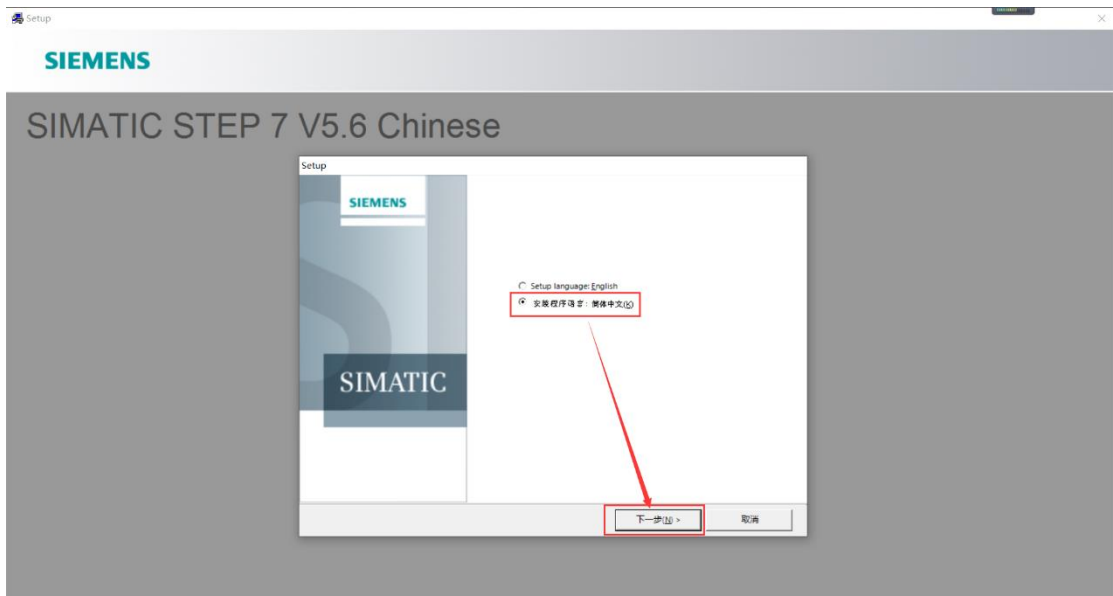 Setup
SIEMENS
SIMATIC STEP 7 V5.6 Chinese
Setup
SIEMENS
SIMATIC
Setup language: English
安装程序语言: 简体中文(K)
下一步(N) >
取消